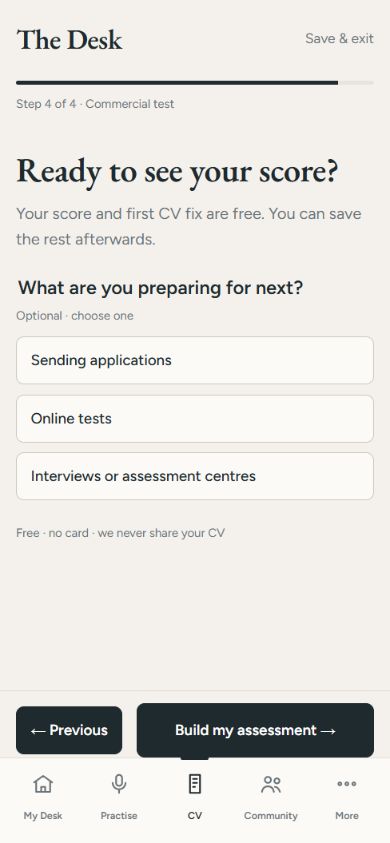 The Desk
Save & exit
Step 4 of 4 · Commercial test
Ready to see your score?
Your score and first CV fix are free. You can save
the rest afterwards.
What are you preparing for next?
Optional · choose one
Sending applications
Online tests
Interviews or assessment centres
Free · no card · we never share your CV
← Previous
Build my assessment →
My Desk
Practise
CV
Community
More